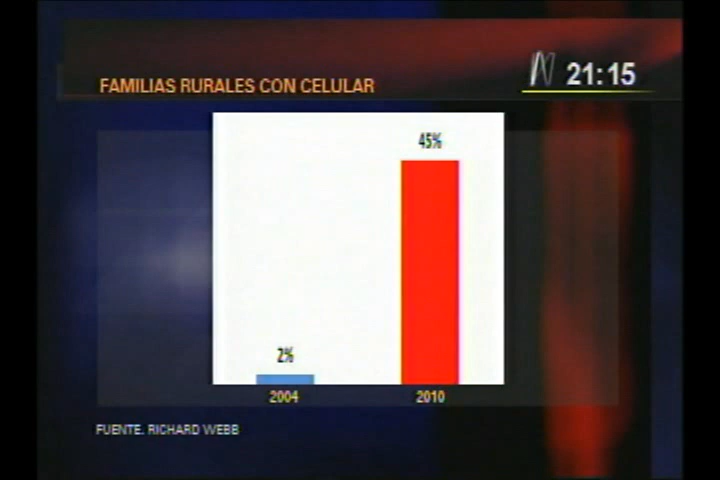 FAMILIAS RURALES CON CELULAR
N 21:15
45%
2%
2004 2010
FUENTE. RICHARD WEBB